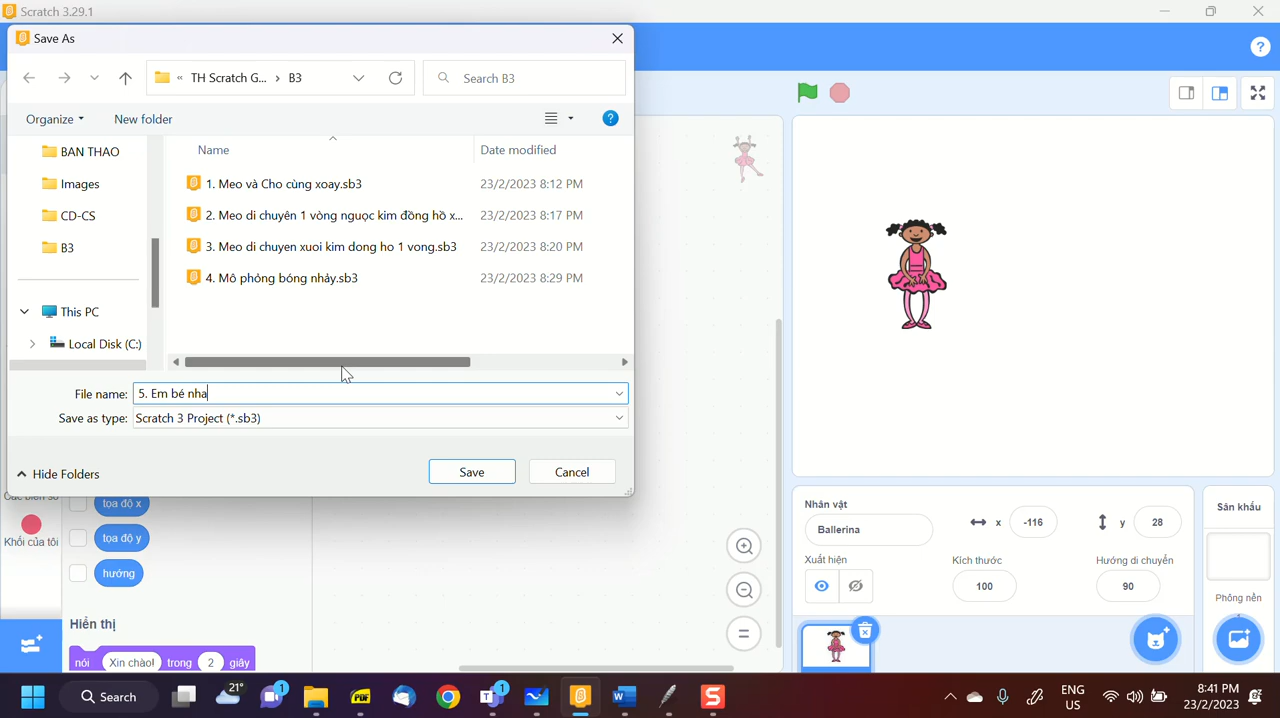 Scratch 3.29.1
Save As
« TH Scratch G... › B3
Search B3
Organize
New folder
BAN THAO
Images
CD-CS
B3
This PC
Local Disk (C:)
Name
Date modified
1. Meo và Cho cùng xoay.sb3
23/2/2023 8:12 PM
2. Meo di chuyên 1 vòng nguọc kim đồng hồ x...
23/2/2023 8:17 PM
3. Meo di chuyen xuoi kim dong ho 1 vong.sb3
23/2/2023 8:20 PM
4. Mô phỏng bóng nhảy.sb3
23/2/2023 8:29 PM
File name: 5. Em bé nha
Save as type: Scratch 3 Project (*.sb3)
Hide Folders
Save
Cancel
Khối của tôi
tọa độ x
tọa độ y
hướng
Hiển thị
nói Xin chào! trong 2 giây
Nhân vật
Ballerina
x -116
y 28
Xuất hiện
Kích thước
100
Hướng di chuyển
90
Sân khấu
Phông nền
Search
21°
1
PDF
1
ENG
US
8:41 PM
23/2/2023